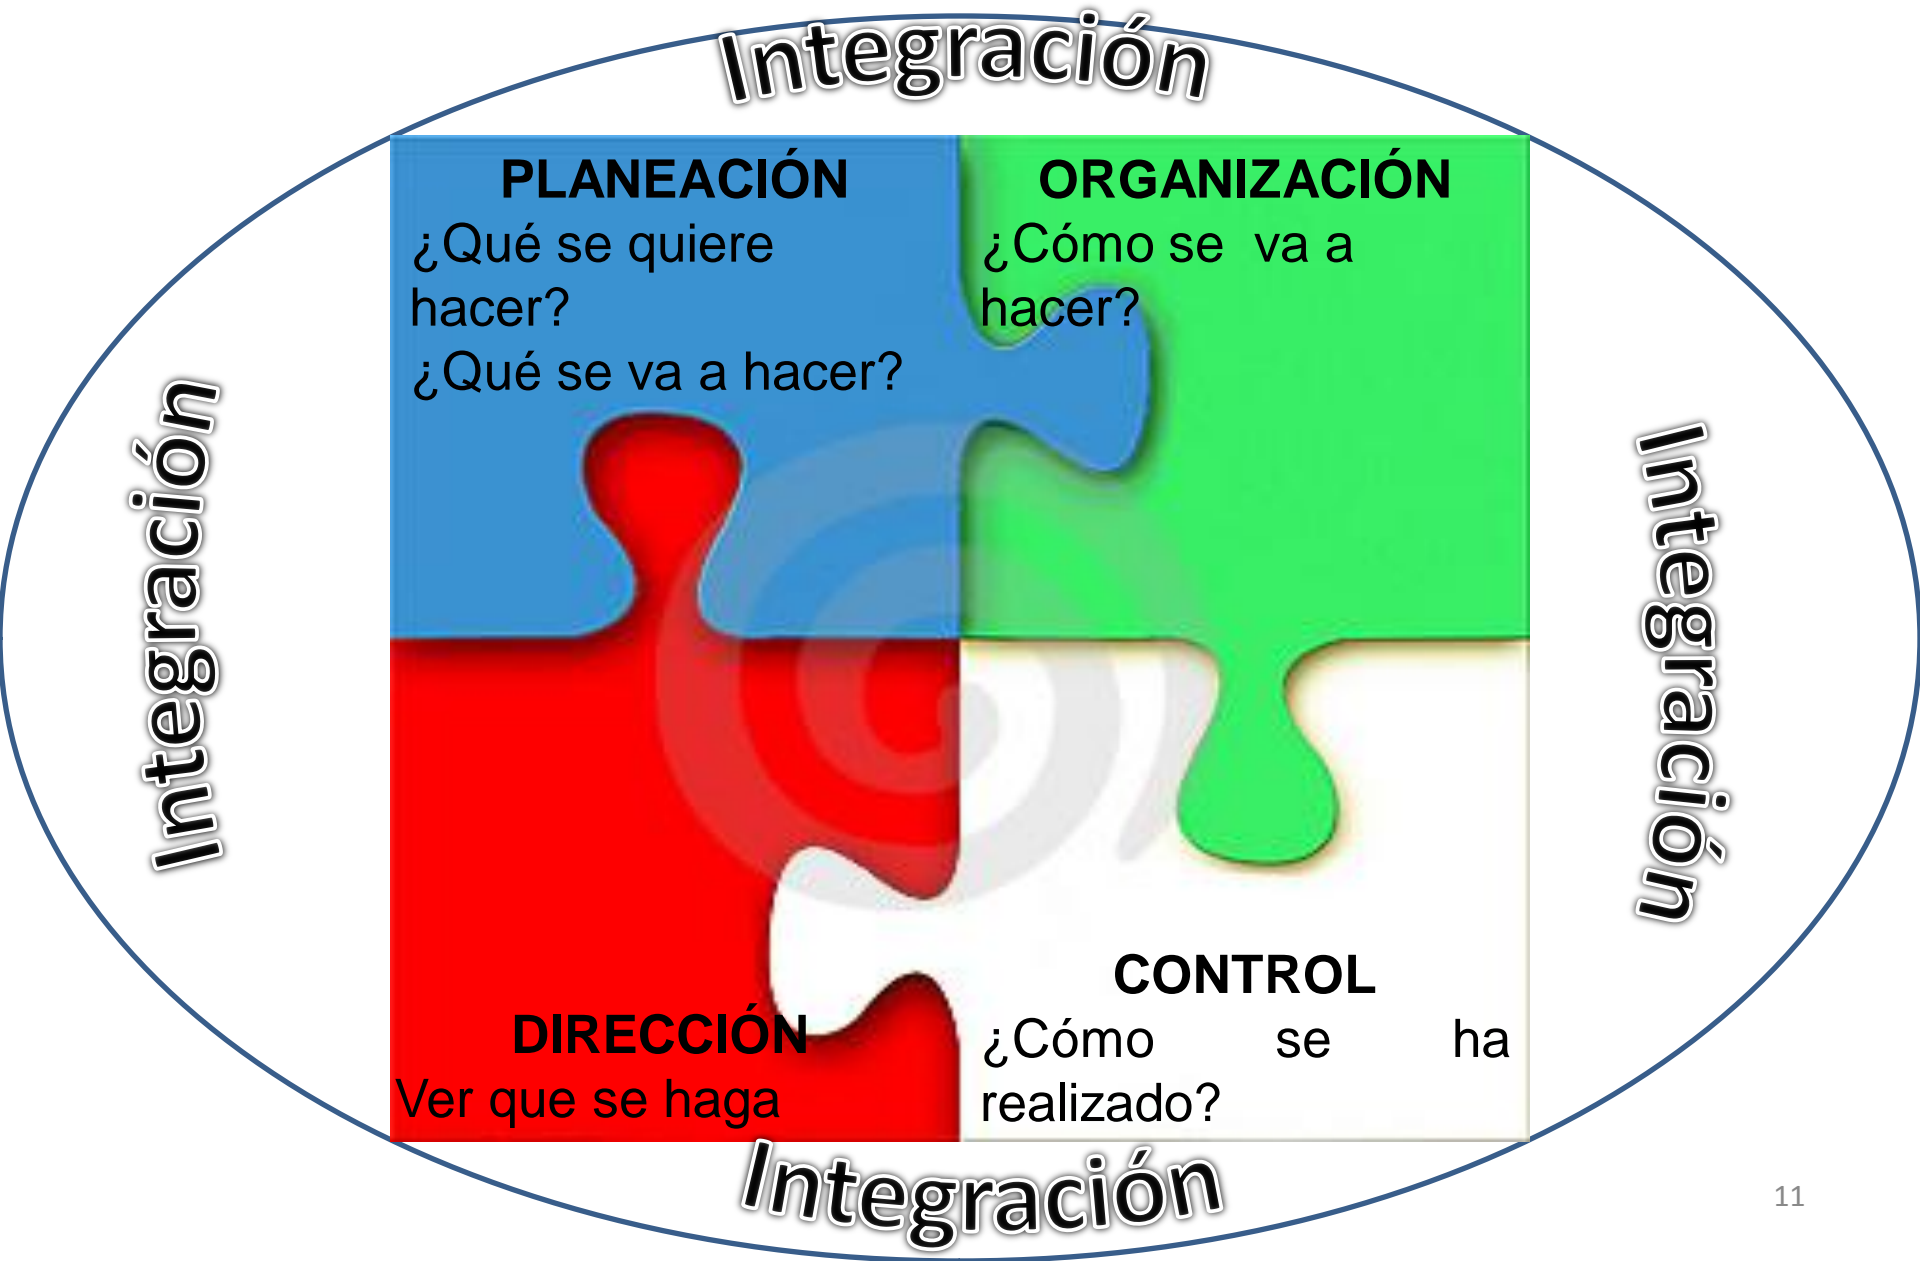 Integración
PLANEACIÓN
¿Qué se quiere
hacer?
¿Qué se va a hacer?
ORGANIZACIÓN
¿Cómo se va a
hacer?
Integración
Integración
DIRECCIÓN
Ver que se haga
CONTROL
¿Cómo se ha
realizado?
Integración
11